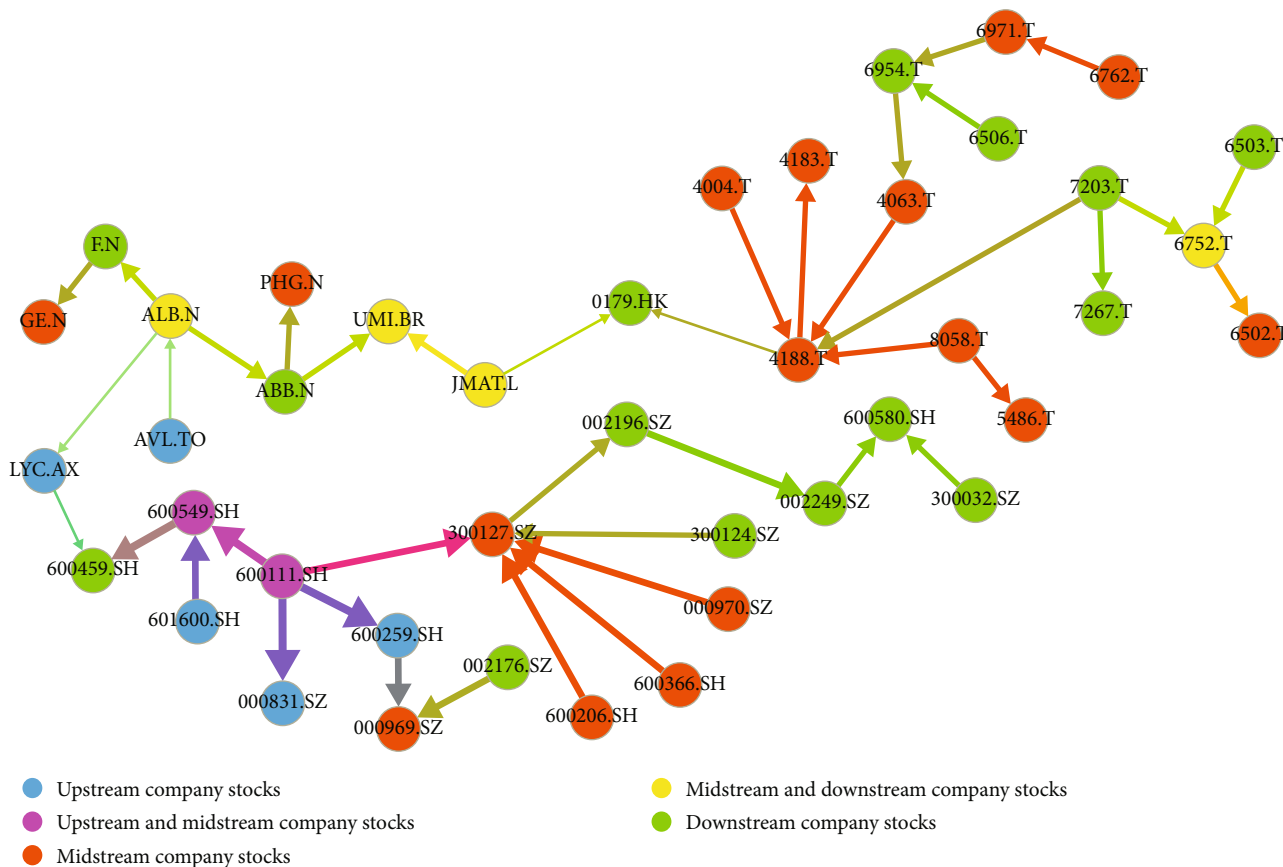 6971.T
6954.T
6762.T
6506.T
6503.T
4183.T
4004.T
4063.T
7203.T
6752.T
F.N
PHG.N
0179.HK
7267.T
GE.N
ALB.N
UMI.BR
6502.T
4188.T
8058.T
ABB.N
JMAT.L
5486.T
AVL.TO
002196.SZ
600580.SH
LYC.AX
600549.SH
002249.SZ
300032.SZ
300127.SZ
300124.SZ
600459.SH
600111.SH
601600.SH
600259.SH
000970.SZ
002176.SZ
600366.SH
000831.SZ
000969.SZ
600206.SH
Upstream company stocks
Upstream and midstream company stocks
Midstream company stocks
Midstream and downstream company stocks
Downstream company stocks